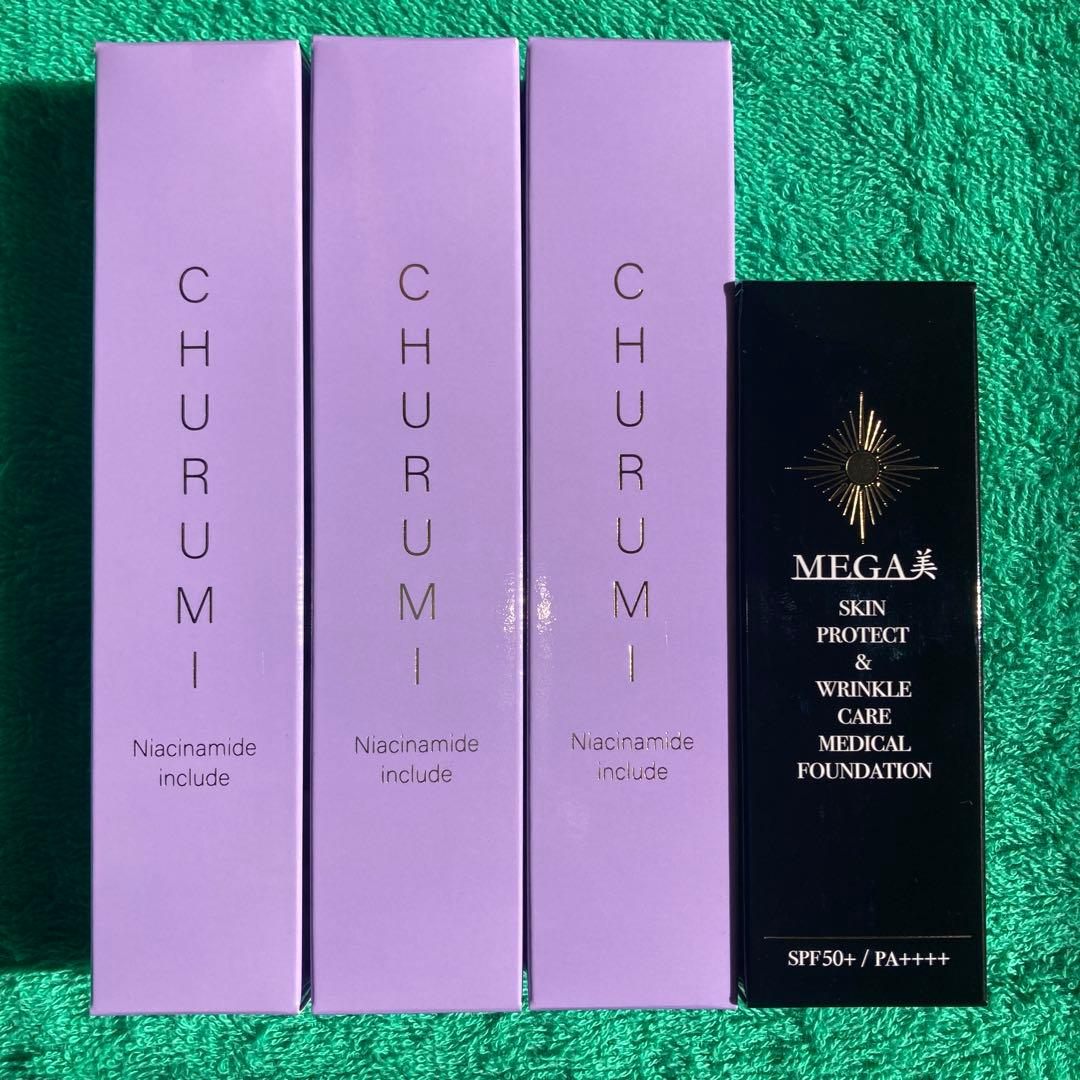 CHURUMI
Niacinamide
include
CHURUMI
Niacinamide
include
CHURUMI
Niacinamide
include
MEGA美
SKIN
PROTECT
&
WRINKLE
CARE
MEDICAL
FOUNDATION
SPF50+ / PA++++